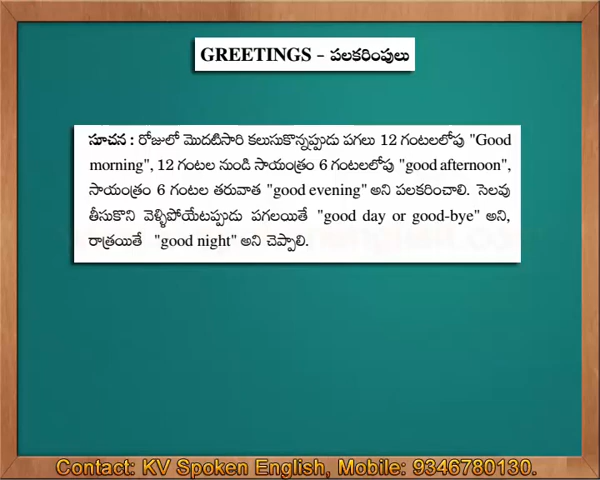 GREETINGS - పలకరింపులు
సూచన : రోజులో మొదటిసారి కలుసుకొన్నప్పుడు పగలు 12 గంటలలోపు "Good
morning", 12 గంటల నుండి సాయంత్రం 6 గంటలలోపు "good afternoon",
సాయంత్రం 6 గంటల తరువాత "good evening" అని పలకరించాలి. సెలవు
తీసుకొని వెళ్ళిపోయేటప్పుడు పగలయితే "good day or good-bye" అని,
రాత్రయితే "good night" అని చెప్పాలి.
Contact: KV Spoken English, Mobile: 9346780130.